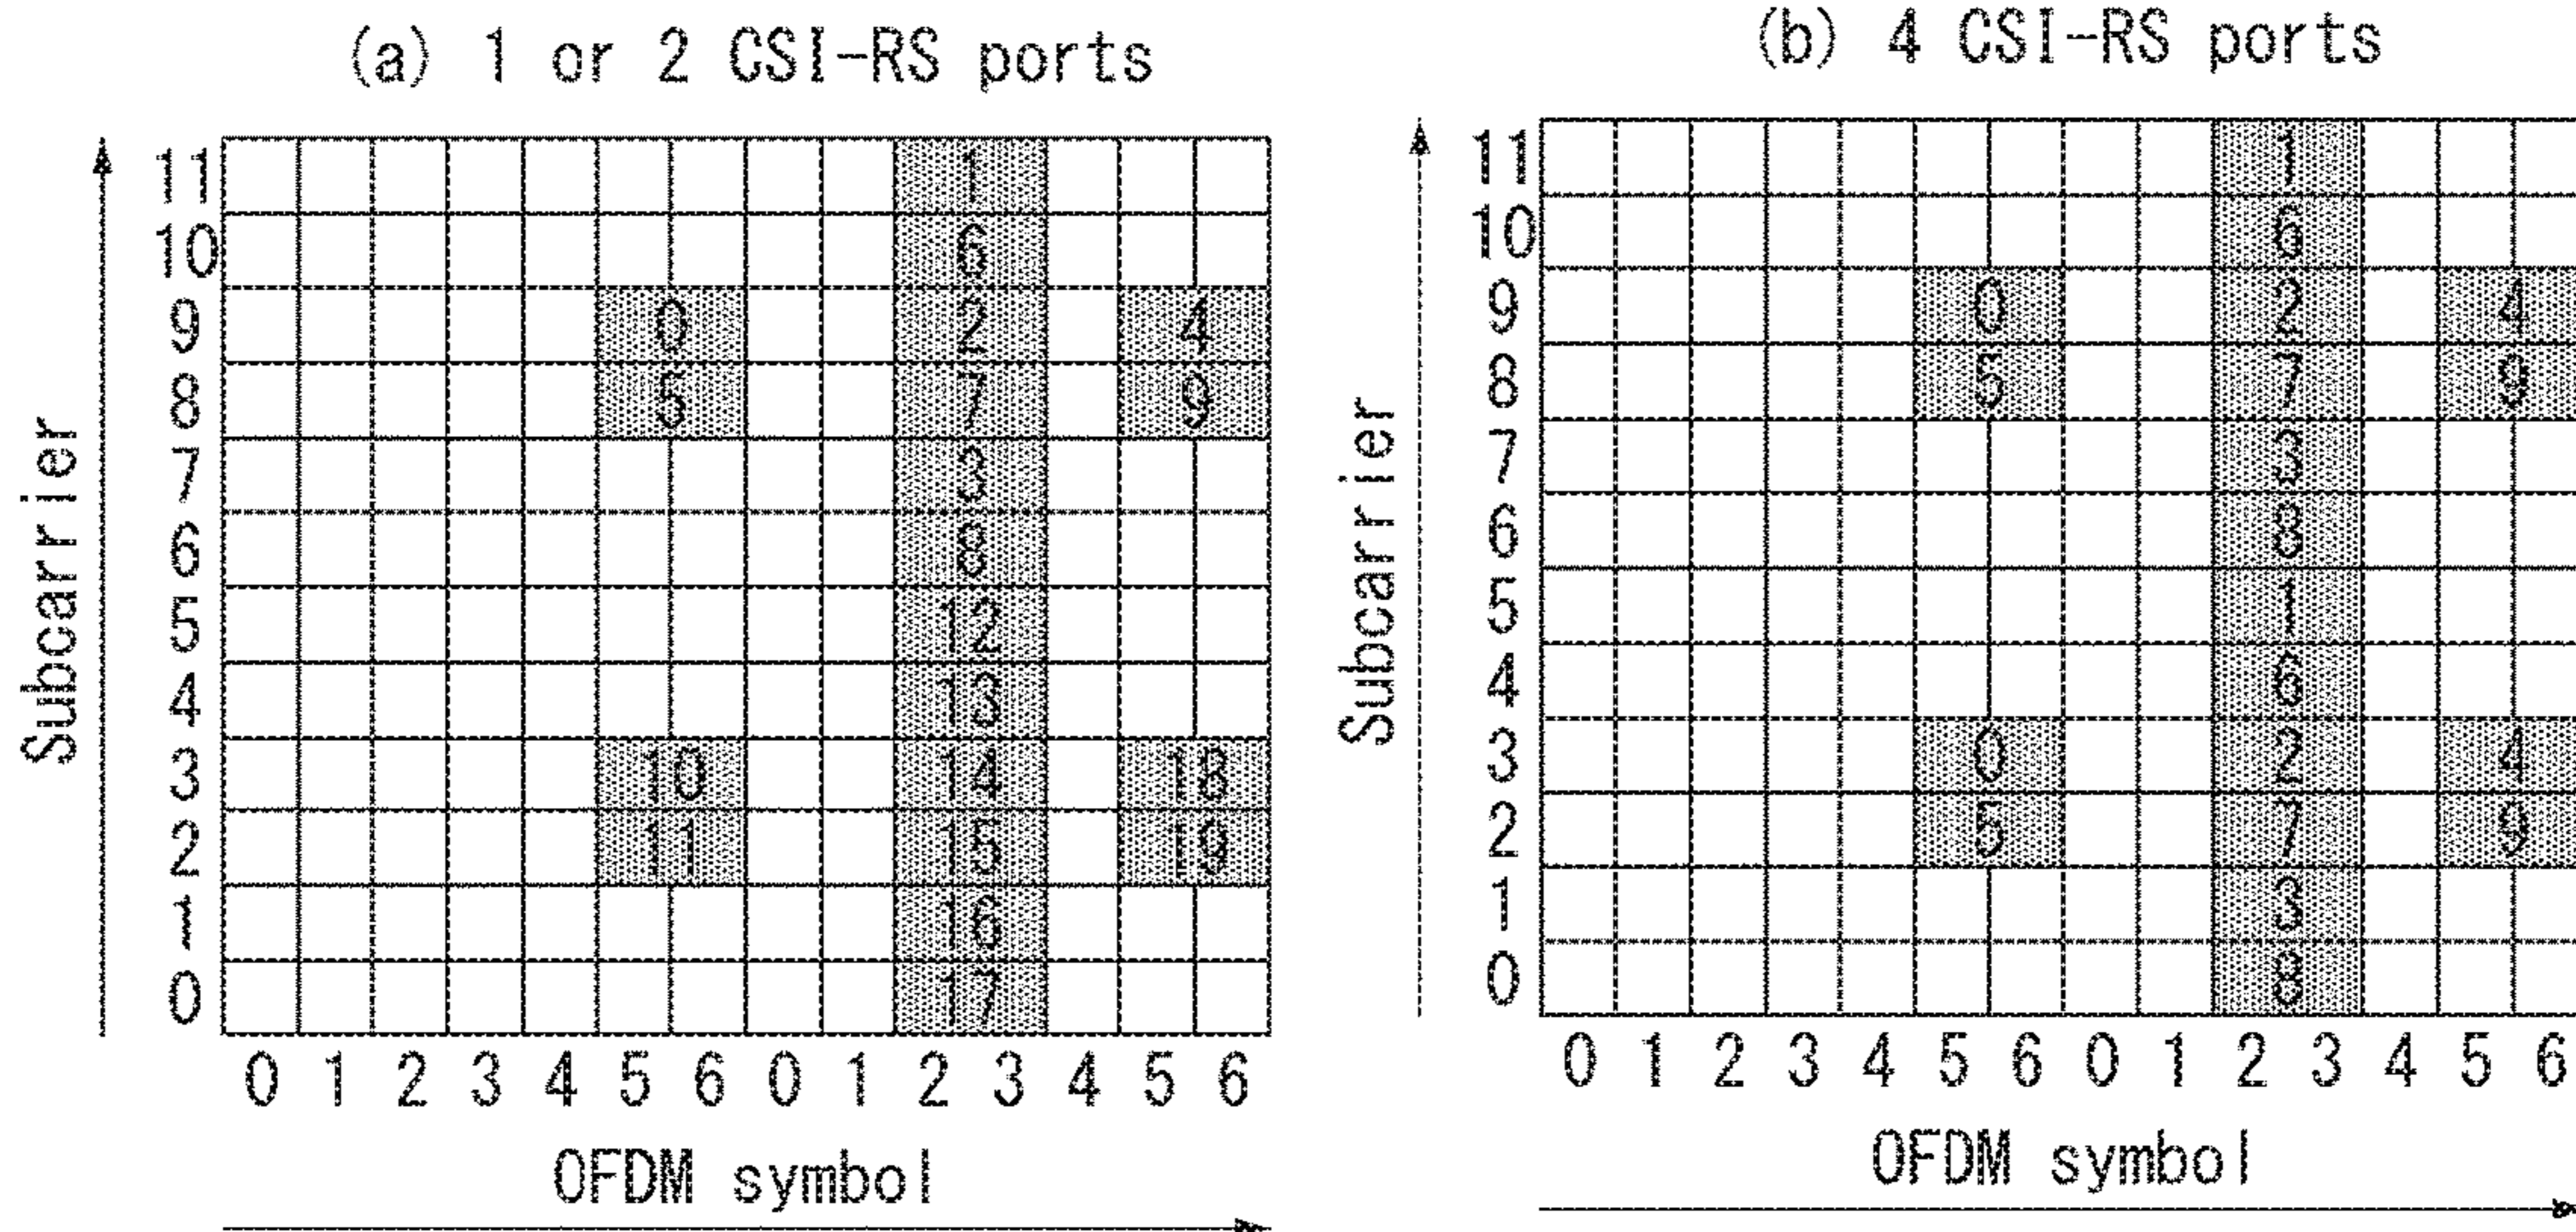 (a) 1 or 2 CSI-RS ports
Subcarrier
11 1
10 6
9 0 2 4
8 5 7 9
7 3
6 8
5 12
4 13
3 10 14 18
2 11 15 19
1 16
0 17
0 1 2 3 4 5 6 0 1 2 3 4 5 6
OFDM symbol
(b) 4 CSI-RS ports
Subcarrier
11 1
10 6
9 0 2 4
8 5 7 9
7 3
6 8
5 1
4 6
3 0 2 4
2 5 7 9
1 3
0 8
0 1 2 3 4 5 6 0 1 2 3 4 5 6
OFDM symbol